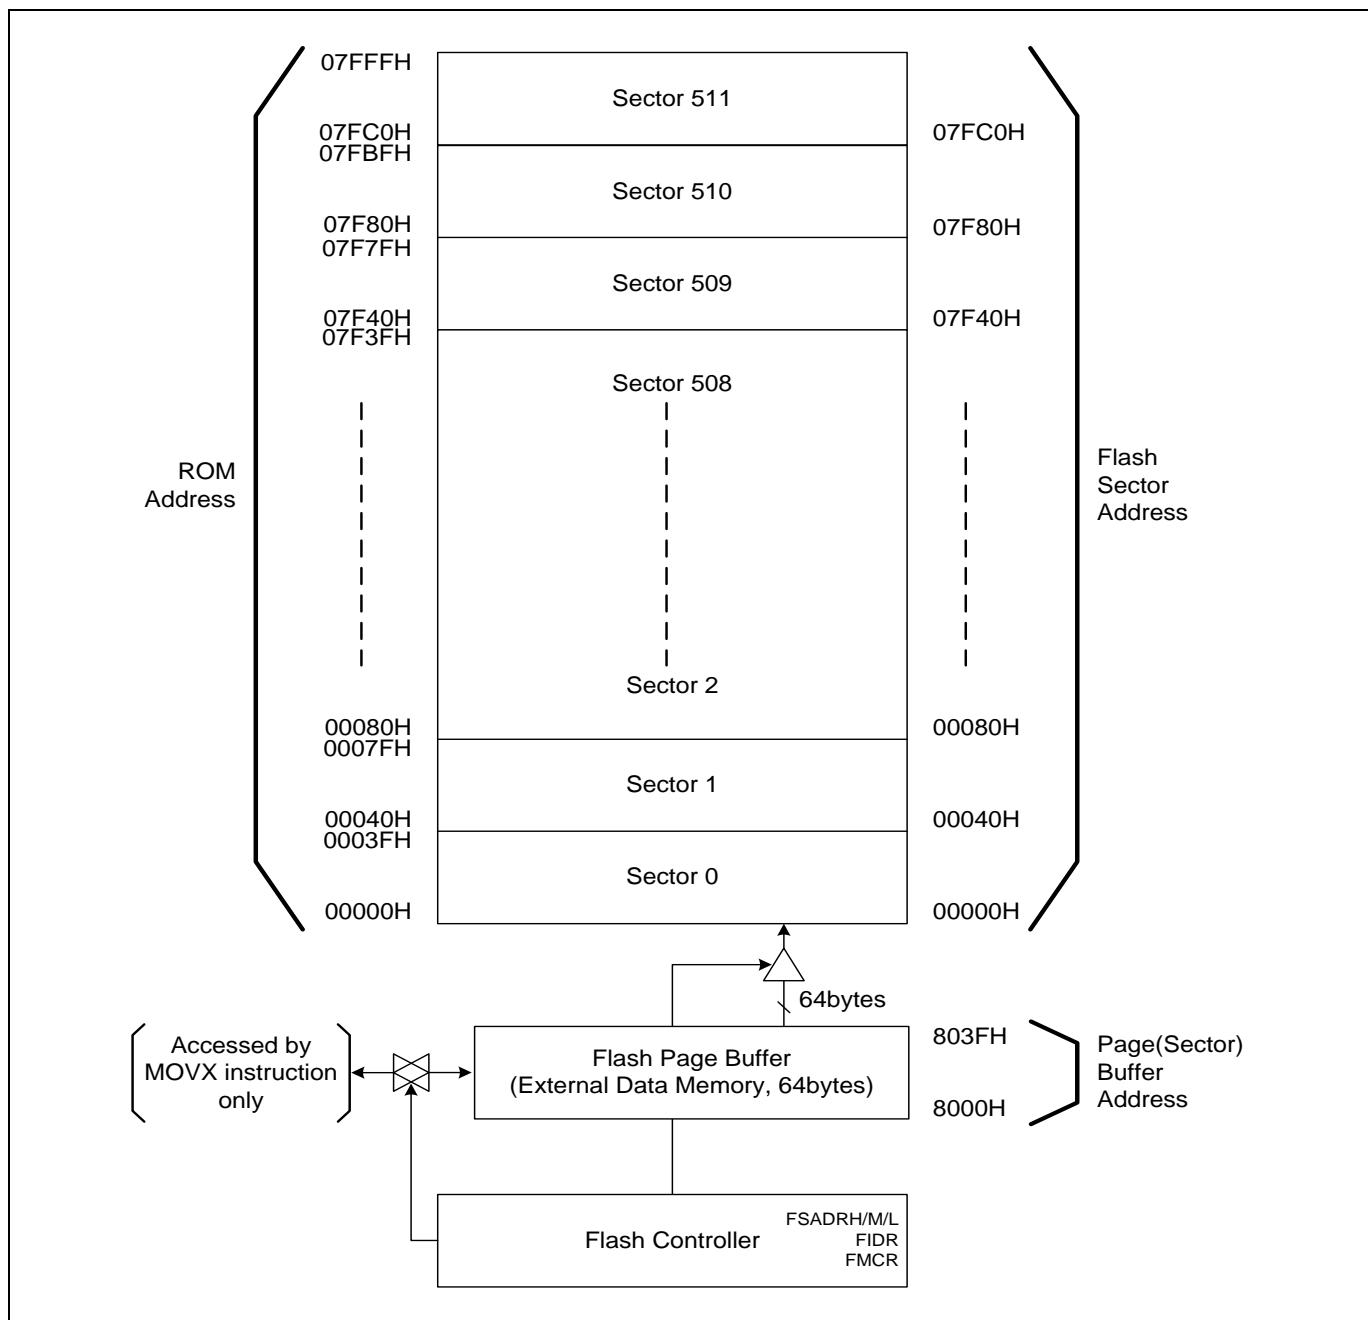 07FFFH
Sector 511
07FC0H
07FC0H
07FBFH
Sector 510
07F80H
07F80H
07F7FH
Sector 509
07F40H
07F40H
07F3FH
Sector 508
ROM
Address
Flash
Sector
Address
Sector 2
00080H
00080H
0007FH
Sector 1
00040H
00040H
0003FH
Sector 0
00000H
00000H
64bytes
Accessed by
MOVX instruction
only
Flash Page Buffer
(External Data Memory, 64bytes)
803FH
8000H
Page(Sector)
Buffer
Address
Flash Controller
FSADRH/M/L
FIDR
FMCR